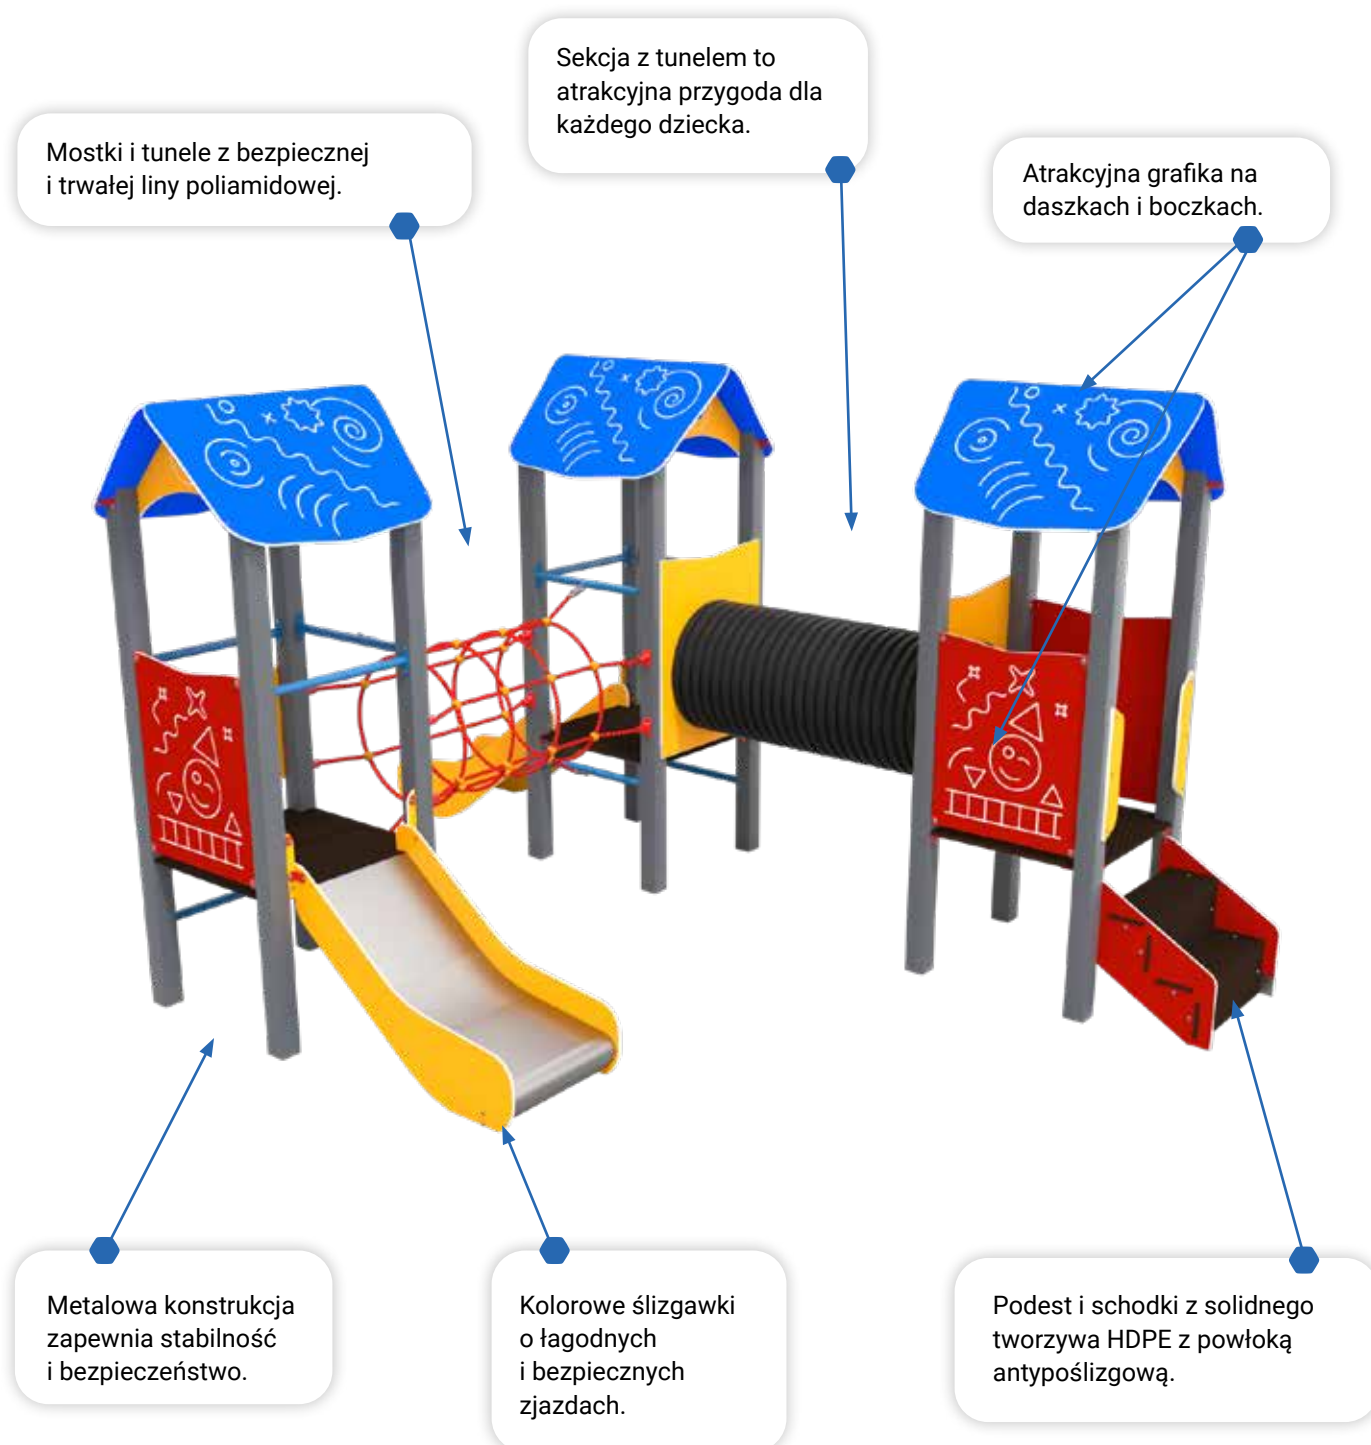 Sekcja z tunelem to
atrakcyjna przygoda dla
każdego dziecka.
Mostki i tunele z bezpiecznej
i trwałej liny poliamidowej.
Atrakcyjna grafika na
daszkach i boczkach.
Metalowa konstrukcja
zapewnia stabilność
i bezpieczeństwo.
Kolorowe ślizgawki
o łagodnych
i bezpiecznych
zjazdach.
Podest i schodki z solidnego
tworzywa HDPE z powłoką
antypoślizgową.